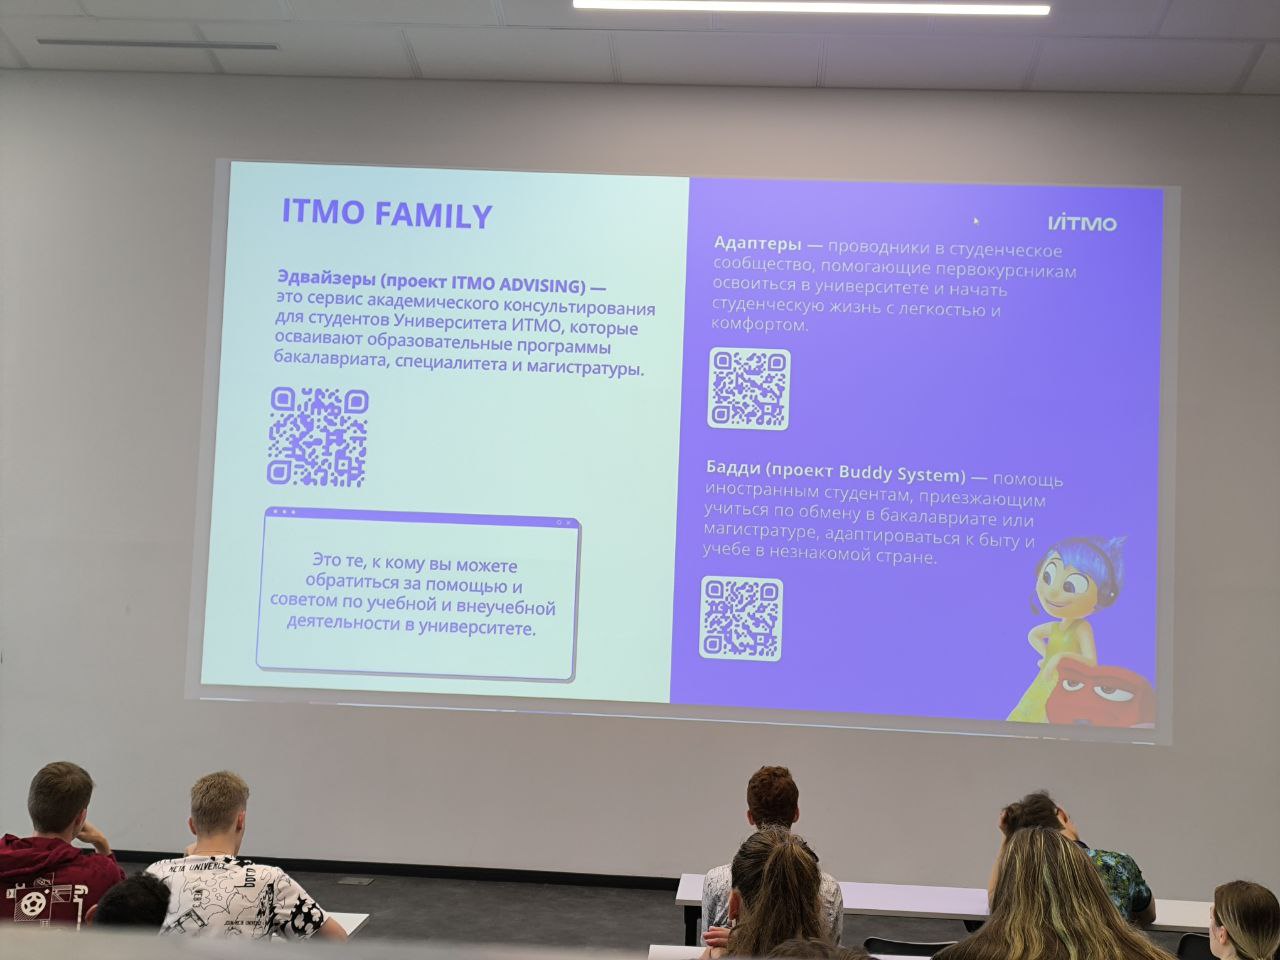 ITMO FAMILY
Эдвайзеры (проект ITMO ADVISING) —
это сервис академического консультирования
для студентов Университета ИТМО, которые
осваивают образовательные программы
бакалавриата, специалитета и магистратуры.
Это те, к кому вы можете
обратиться за помощью и
советом по учебной и внеучебной
деятельности в университете.
ITMO
Адаптеры — проводники в студенческое
сообщество, помогающие первокурсникам
освоиться в университете и начать
студенческую жизнь с легкостью и
комфортом.
Бадди (проект Buddy System) — помощь
иностранным студентам, приезжающим
учиться по обмену в бакалавриате или
магистратуре, адаптироваться к быту и
учебе в незнакомой стране.